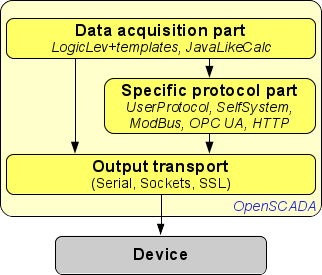 Data acquisition part
LogicLev+templates, JavaLikeCalc
Specific protocol part
UserProtocol, SelfSystem,
ModBus, OPC UA, HTTP
Output transport
(Serial, Sockets, SSL)
OpenSCADA
Device